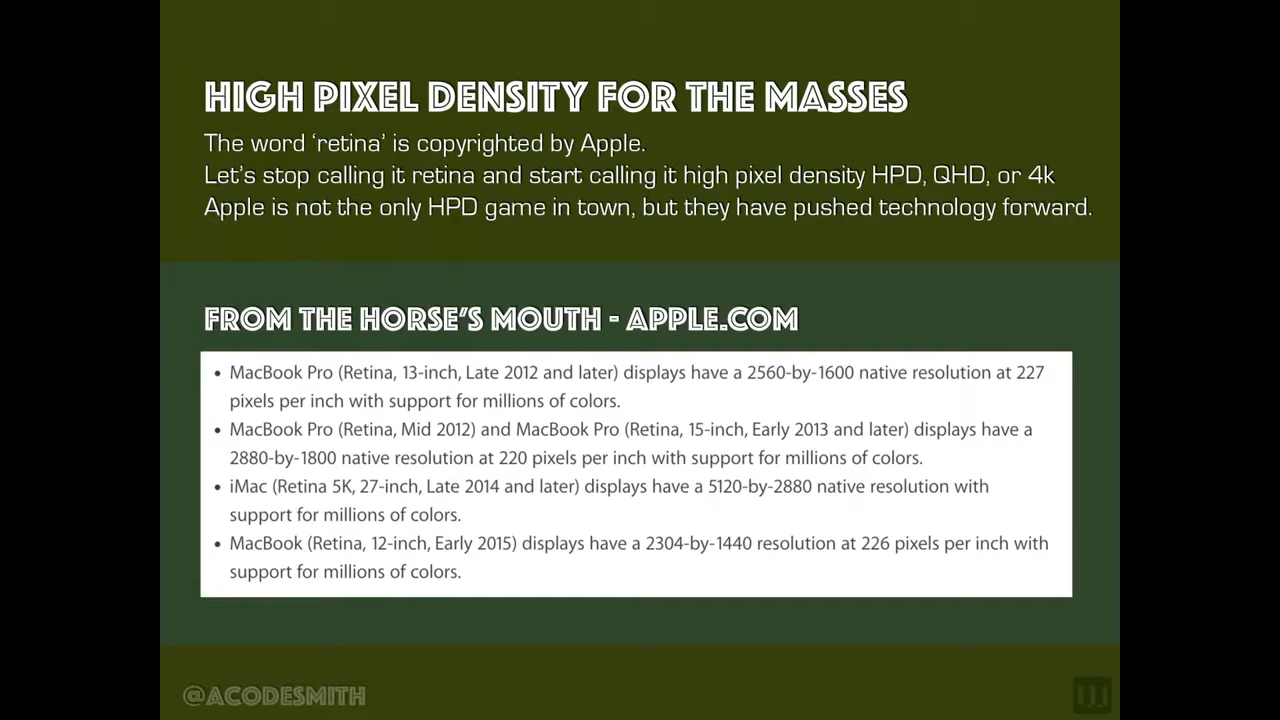 HIGH PIXEL DENSITY FOR THE MASSES
The word ‘retina’ is copyrighted by Apple.
Let’s stop calling it retina and start calling it high pixel density HPD, QHD, or 4k
Apple is not the only HPD game in town, but they have pushed technology forward.
FROM THE HORSE’S MOUTH - APPLE.COM
• MacBook Pro (Retina, 13-inch, Late 2012 and later) displays have a 2560-by-1600 native resolution at 227
pixels per inch with support for millions of colors.
• MacBook Pro (Retina, Mid 2012) and MacBook Pro (Retina, 15-inch, Early 2013 and later) displays have a
2880-by-1800 native resolution at 220 pixels per inch with support for millions of colors.
• iMac (Retina 5K, 27-inch, Late 2014 and later) displays have a 5120-by-2880 native resolution with
support for millions of colors.
• MacBook (Retina, 12-inch, Early 2015) displays have a 2304-by-1440 resolution at 226 pixels per inch with
support for millions of colors.
@ACODESMITH